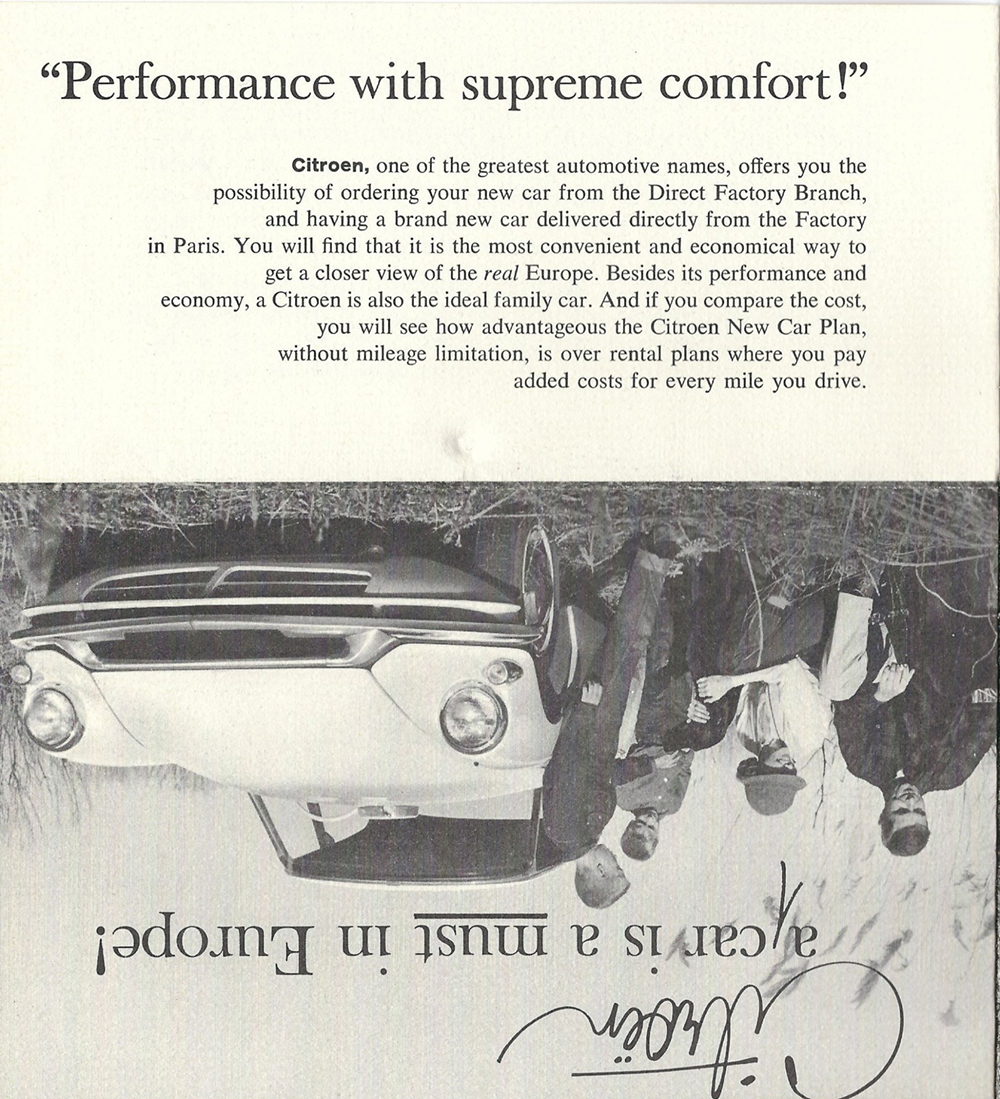 “Performance with supreme comfort!”
Citroen, one of the greatest automotive names, offers you the
possibility of ordering your new car from the Direct Factory Branch,
and having a brand new car delivered directly from the Factory
in Paris. You will find that it is the most convenient and economical way to
get a closer view of the real Europe. Besides its performance and
economy, a Citroen is also the ideal family car. And if you compare the cost,
you will see how advantageous the Citroen New Car Plan,
without mileage limitation, is over rental plans where you pay
added costs for every mile you drive.
Citroën
a car is a must in Europe!